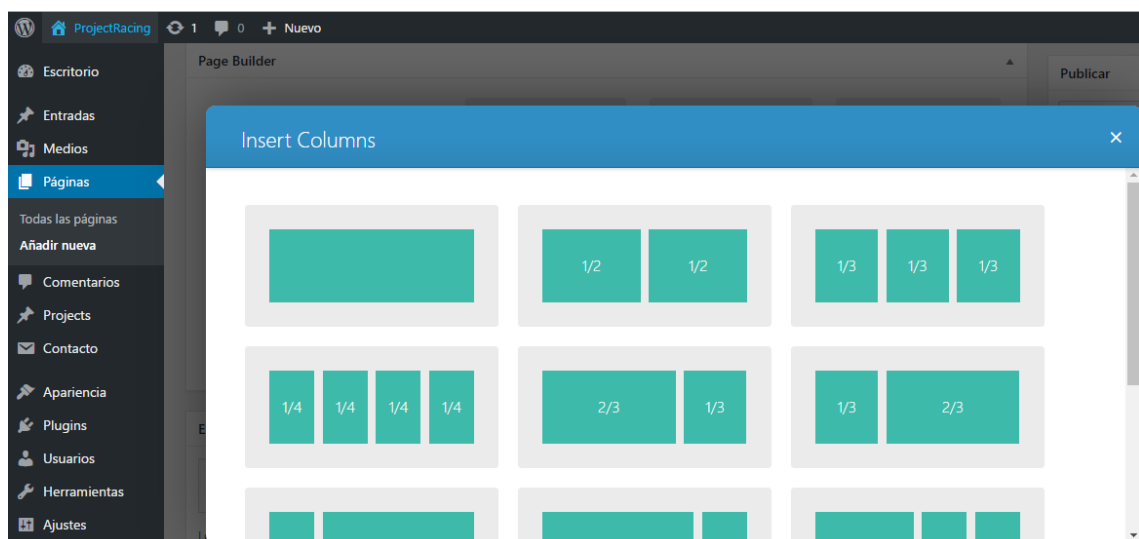 ProjectRacing 1 0 + Nuevo
Escritorio
Entradas
Medios
Páginas
Todas las páginas
Añadir nueva
Comentarios
Projects
Contacto
Apariencia
Plugins
Usuarios
Herramientas
Ajustes
Page Builder
Publicar
Insert Columns
1/2 1/2
1/3 1/3 1/3
1/4 1/4 1/4 1/4
2/3 1/3
1/3 2/3